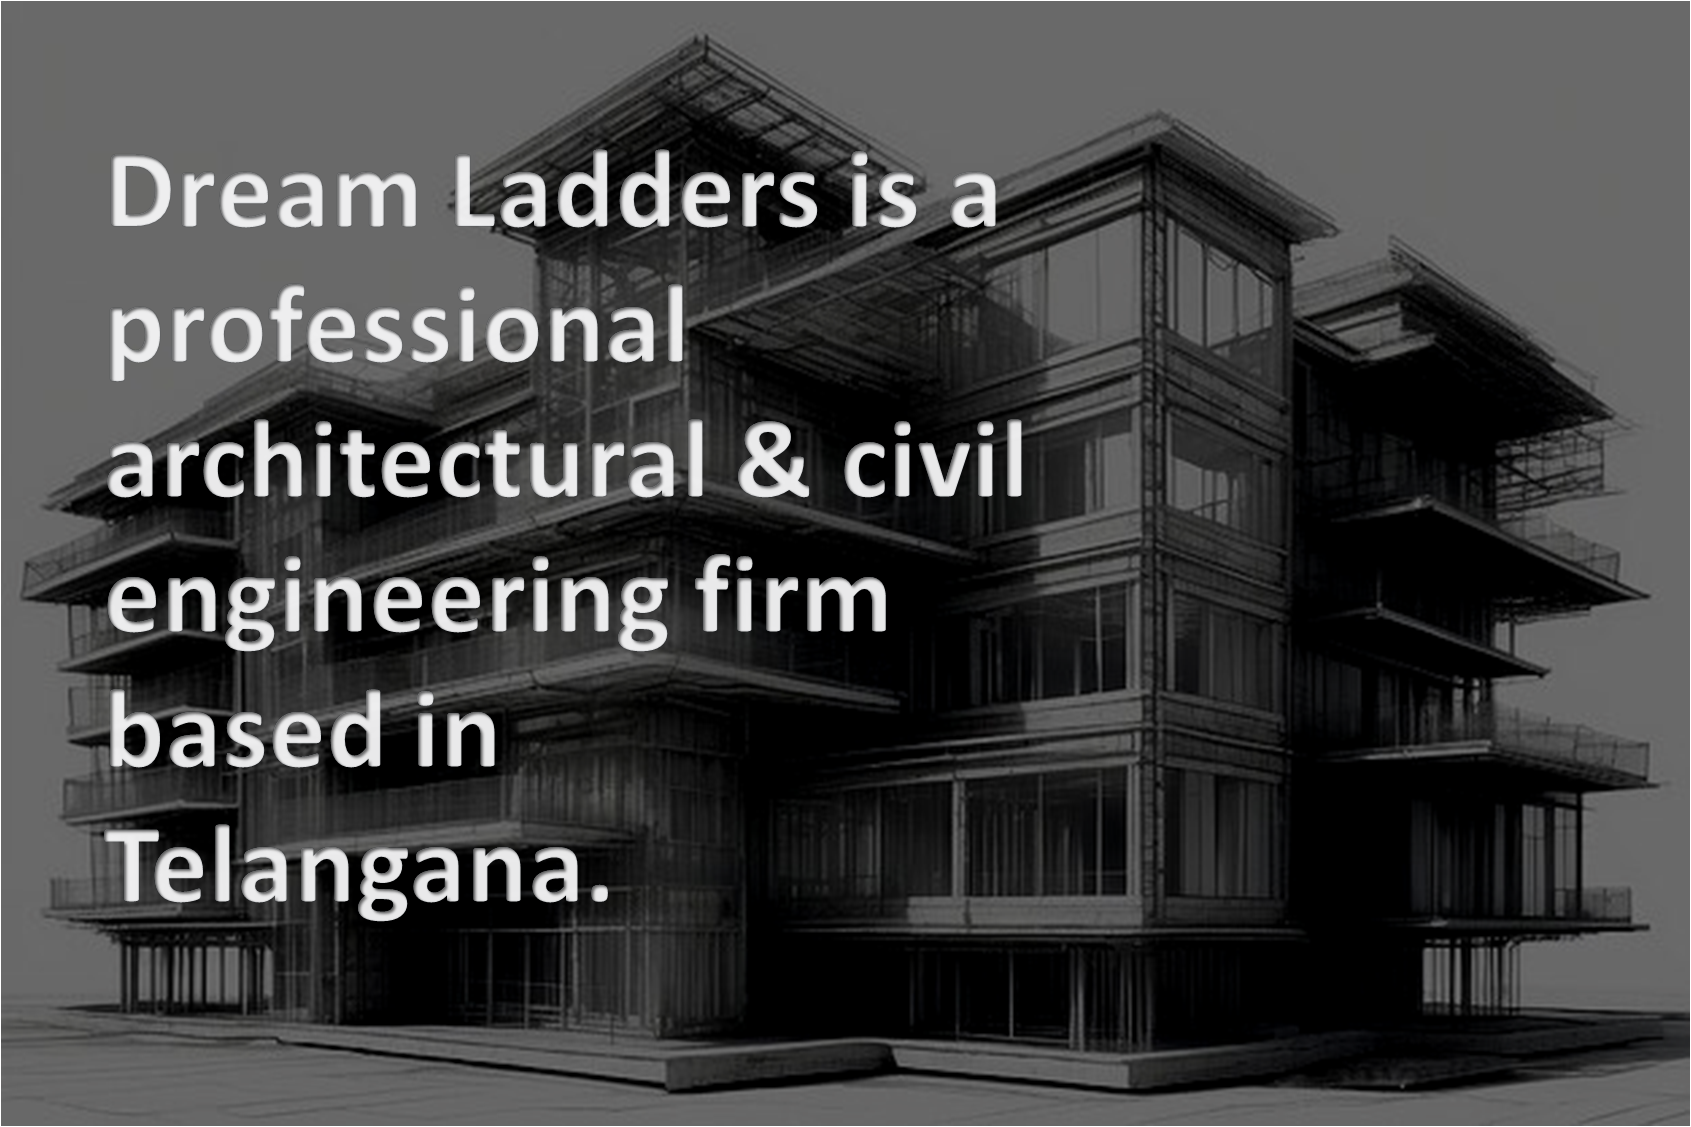 Dream Ladders is a
professional
architectural & civil
engineering firm
based in
Telangana.